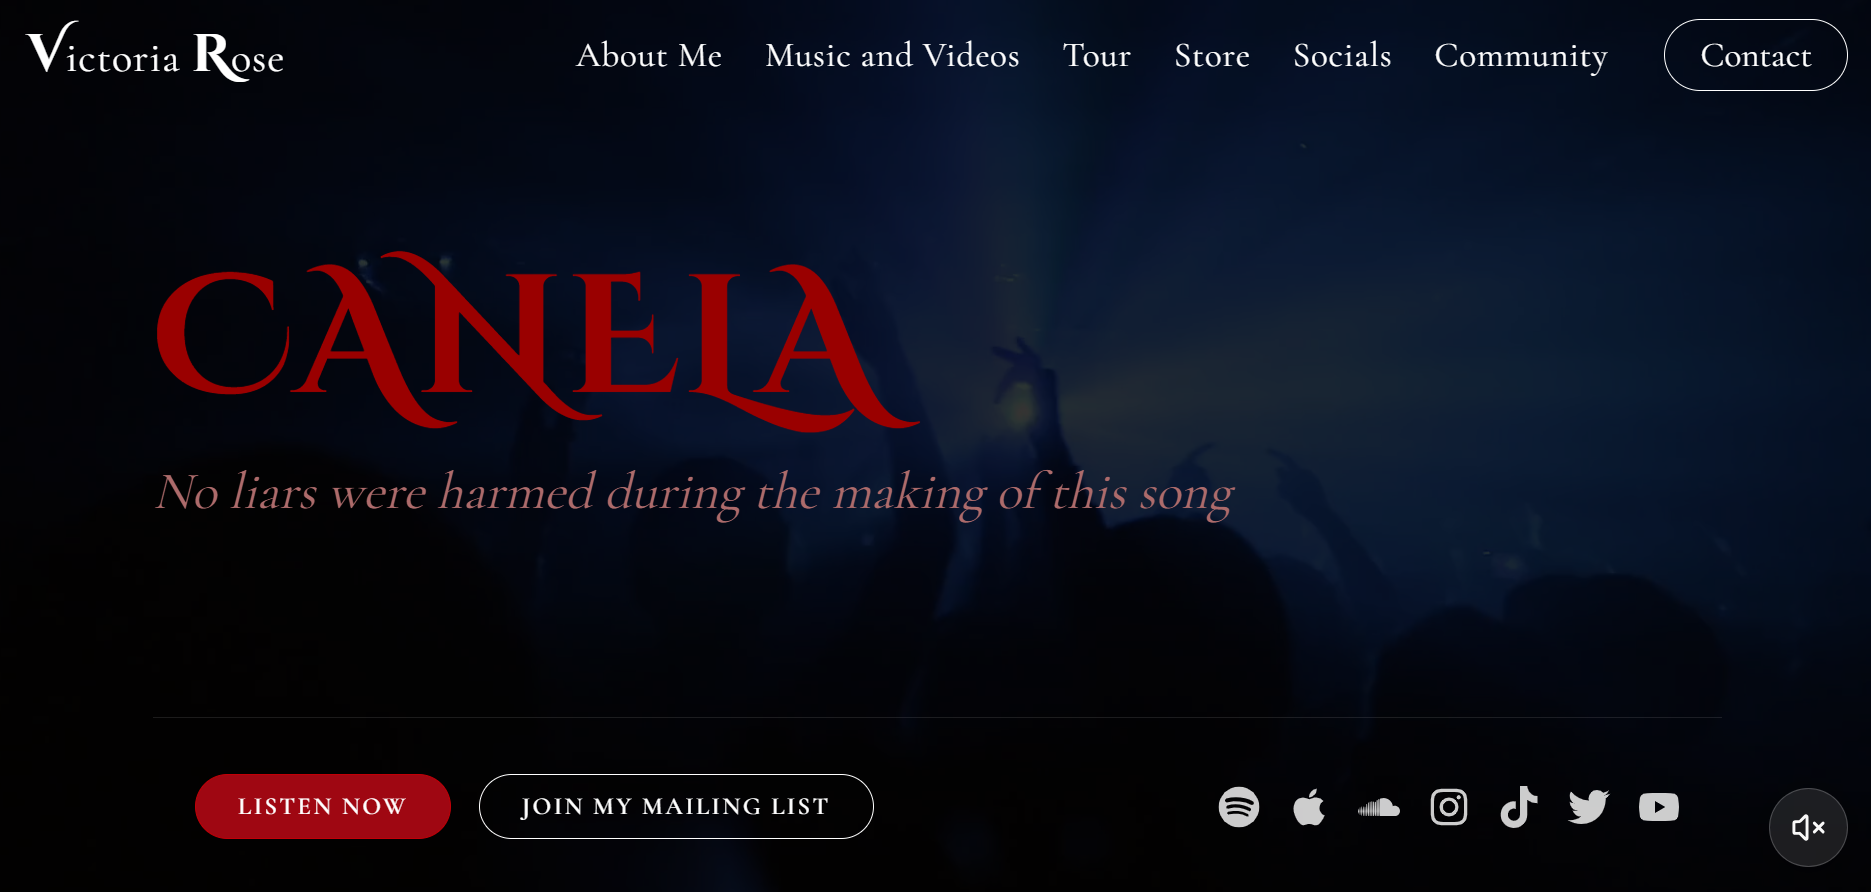 Victoria Rose
About Me Music and Videos Tour Store Socials Community Contact
CANELA
No liars were harmed during the making of this song
LISTEN NOW JOIN MY MAILING LIST